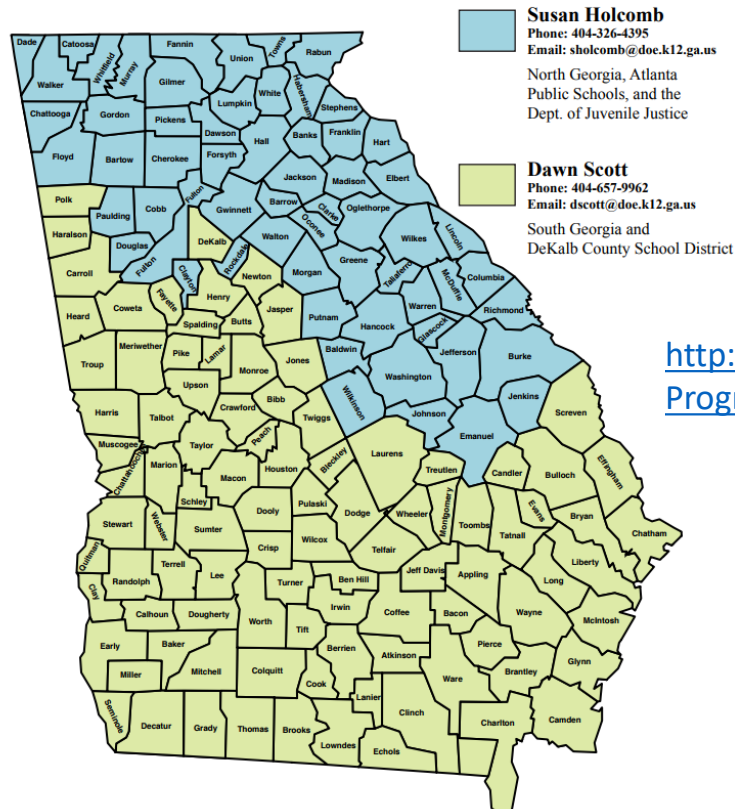 Susan Holcomb
Phone: 404-326-4395
Email: sholcomb@doe.k12.ga.us
North Georgia, Atlanta
Public Schools, and the
Dept. of Juvenile Justice
Dawn Scott
Phone: 404-657-9962
Email: dscott@doe.k12.ga.us
South Georgia and
DeKalb County School District
http:
Progr
Dade
Catoosa
Whitfield
Murray
Fannin
Union
Towns
Rabun
Walker
Gilmer
White
Habersham
Stephens
Chattooga
Gordon
Pickens
Lumpkin
Dawson
Banks
Franklin
Hart
Floyd
Bartow
Cherokee
Forsyth
Hall
Jackson
Madison
Elbert
Polk
Paulding
Cobb
Fulton
Gwinnett
Barrow
Clarke
Oconee
Oglethorpe
Wilkes
Lincoln
Haralson
Douglas
Fulton
DeKalb
Rockdale
Walton
Morgan
Greene
Taliaferro
McDuffie
Columbia
Carroll
Clayton
Newton
Warren
Richmond
Heard
Coweta
Fayette
Henry
Jasper
Putnam
Hancock
Glascock
Spalding
Butts
Troup
Meriwether
Pike
Lamar
Monroe
Jones
Baldwin
Washington
Jefferson
Burke
Upson
Harris
Talbot
Crawford
Bibb
Twiggs
Wilkinson
Johnson
Jenkins
Screven
Emanuel
Muscogee
Chattahoochee
Taylor
Peach
Marion
Macon
Houston
Bleckley
Laurens
Treutlen
Candler
Bulloch
Effingham
Schley
Stewart
Webster
Sumter
Dooly
Pulaski
Dodge
Wheeler
Montgomery
Toombs
Evans
Tatnall
Bryan
Chatham
Quitman
Crisp
Wilcox
Telfair
Liberty
Randolph
Terrell
Lee
Turner
Ben Hill
Jeff Davis
Appling
Long
Clay
Calhoun
Dougherty
Worth
Irwin
Coffee
Bacon
Wayne
McIntosh
Tift
Early
Baker
Mitchell
Colquitt
Berrien
Atkinson
Pierce
Glynn
Miller
Cook
Ware
Brantley
Lanier
Seminole
Decatur
Grady
Thomas
Brooks
Lowndes
Clinch
Echols
Charlton
Camden